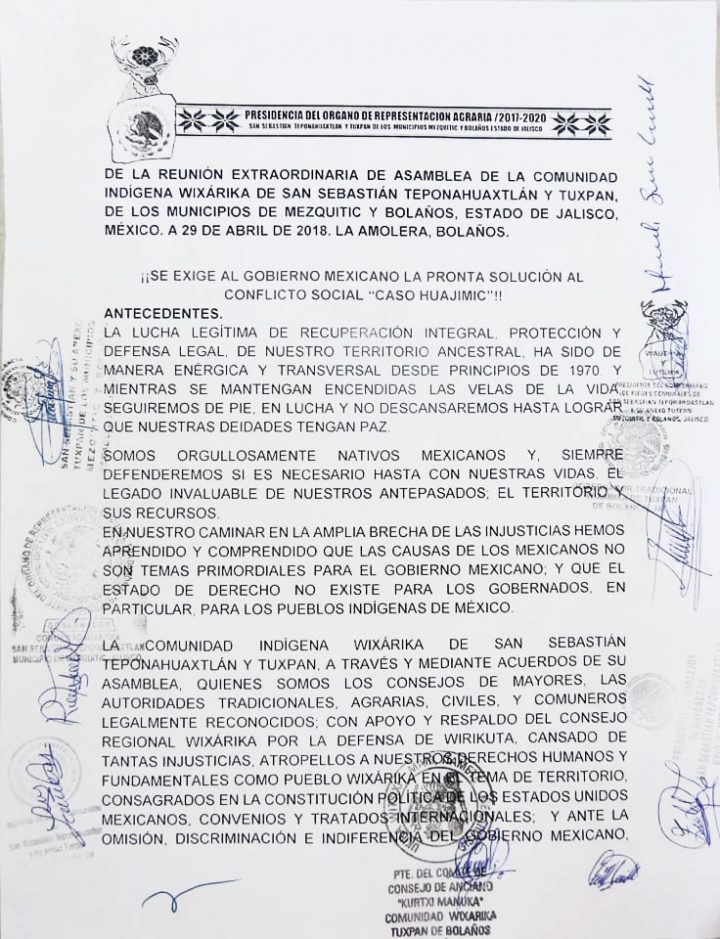 PRESIDENCIA DEL ORGANO DE REPRESENTACION AGRARIA /2017-2020
SAN SEBASTIAN TEPONAHUAXTLAN Y TUXPAN DE LOS MUNICIPIOS MEZQUITIC Y BOLAÑOS ESTADO DE JALISCO
DE LA REUNIÓN EXTRAORDINARIA DE ASAMBLEA DE LA COMUNIDAD
INDÍGENA WIXÁRIKA DE SAN SEBASTIÁN TEPONAHUAXTLÁN Y TUXPAN,
DE LOS MUNICIPIOS DE MEZQUITIC Y BOLAÑOS, ESTADO DE JALISCO,
MÉXICO. A 29 DE ABRIL DE 2018. LA AMOLERA, BOLAÑOS.
¡¡SE EXIGE AL GOBIERNO MEXICANO LA PRONTA SOLUCIÓN AL
CONFLICTO SOCIAL “CASO HUAJIMIC”!!
ANTECEDENTES.
LA LUCHA LEGÍTIMA DE RECUPERACIÓN INTEGRAL, PROTECCIÓN Y
DEFENSA LEGAL, DE NUESTRO TERRITORIO ANCESTRAL, HA SIDO DE
MANERA ENÉRGICA Y TRANSVERSAL DESDE PRINCIPIOS DE 1970. Y
MIENTRAS SE MANTENGAN ENCENDIDAS LAS VELAS DE LA VIDA
SEGUIREMOS DE PIE, EN LUCHA Y NO DESCANSAREMOS HASTA LOGRAR
QUE NUESTRAS DEIDADES TENGAN PAZ.
SOMOS ORGULLOSAMENTE NATIVOS MEXICANOS Y, SIEMPRE
DEFENDEREMOS SI ES NECESARIO HASTA CON NUESTRAS VIDAS, EL
LEGADO INVALUABLE DE NUESTROS ANTEPASADOS; EL TERRITORIO Y
SUS RECURSOS.
EN NUESTRO CAMINAR EN LA AMPLIA BRECHA DE LAS INJUSTICIAS HEMOS
APRENDIDO Y COMPRENDIDO QUE LAS CAUSAS DE LOS MEXICANOS NO
SON TEMAS PRIMORDIALES PARA EL GOBIERNO MEXICANO; Y QUE EL
ESTADO DE DERECHO NO EXISTE PARA LOS GOBERNADOS, EN
PARTICULAR, PARA LOS PUEBLOS INDÍGENAS DE MÉXICO.
LA COMUNIDAD INDÍGENA WIXÁRIKA DE SAN SEBASTIÁN
TEPONAHUAXTLÁN Y TUXPAN, A TRAVÉS Y MEDIANTE ACUERDOS DE SU
ASAMBLEA, QUIENES SOMOS LOS CONSEJOS DE MAYORES, LAS
AUTORIDADES TRADICIONALES, AGRARIAS, CIVILES, Y COMUNEROS
LEGALMENTE RECONOCIDOS; CON APOYO Y RESPALDO DEL CONSEJO
REGIONAL WIXÁRIKA POR LA DEFENSA DE WIRIKUTA, CANSADO DE
TANTAS INJUSTICIAS, ATROPELLOS A NUESTROS DERECHOS HUMANOS Y
FUNDAMENTALES COMO PUEBLO WIXÁRIKA EN EL TEMA DE TERRITORIO,
CONSAGRADOS EN LA CONSTITUCIÓN POLÍTICA DE LOS ESTADOS UNIDOS
MEXICANOS, CONVENIOS Y TRATADOS INTERNACIONALES; Y ANTE LA
OMISIÓN, DISCRIMINACIÓN E INDIFERENCIA DEL GOBIERNO MEXICANO,
PTE. DEL COMITÉ DE
CONSEJO DE ANCIANO
"KURTXI MANUKA"
COMUNIDAD WIXARIKA
TUXPAN DE BOLAÑOS